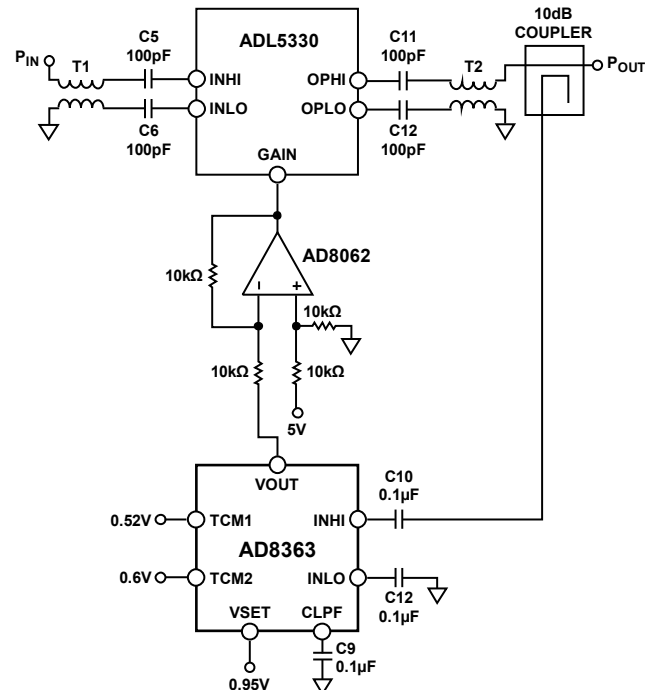 10dB
COUPLER
C5
100pF
ADL5330
C11
100pF
P_IN
T1
T2
P_OUT
INHI
OPHI
INLO
OPLO
C6
100pF
C12
100pF
GAIN
AD8062
10kΩ
–
+
10kΩ
10kΩ
10kΩ
5V
VOUT
C10
0.1µF
0.52V
TCM1
INHI
AD8363
0.6V
TCM2
INLO
C12
0.1µF
VSET
CLPF
C9
0.1µF
0.95V